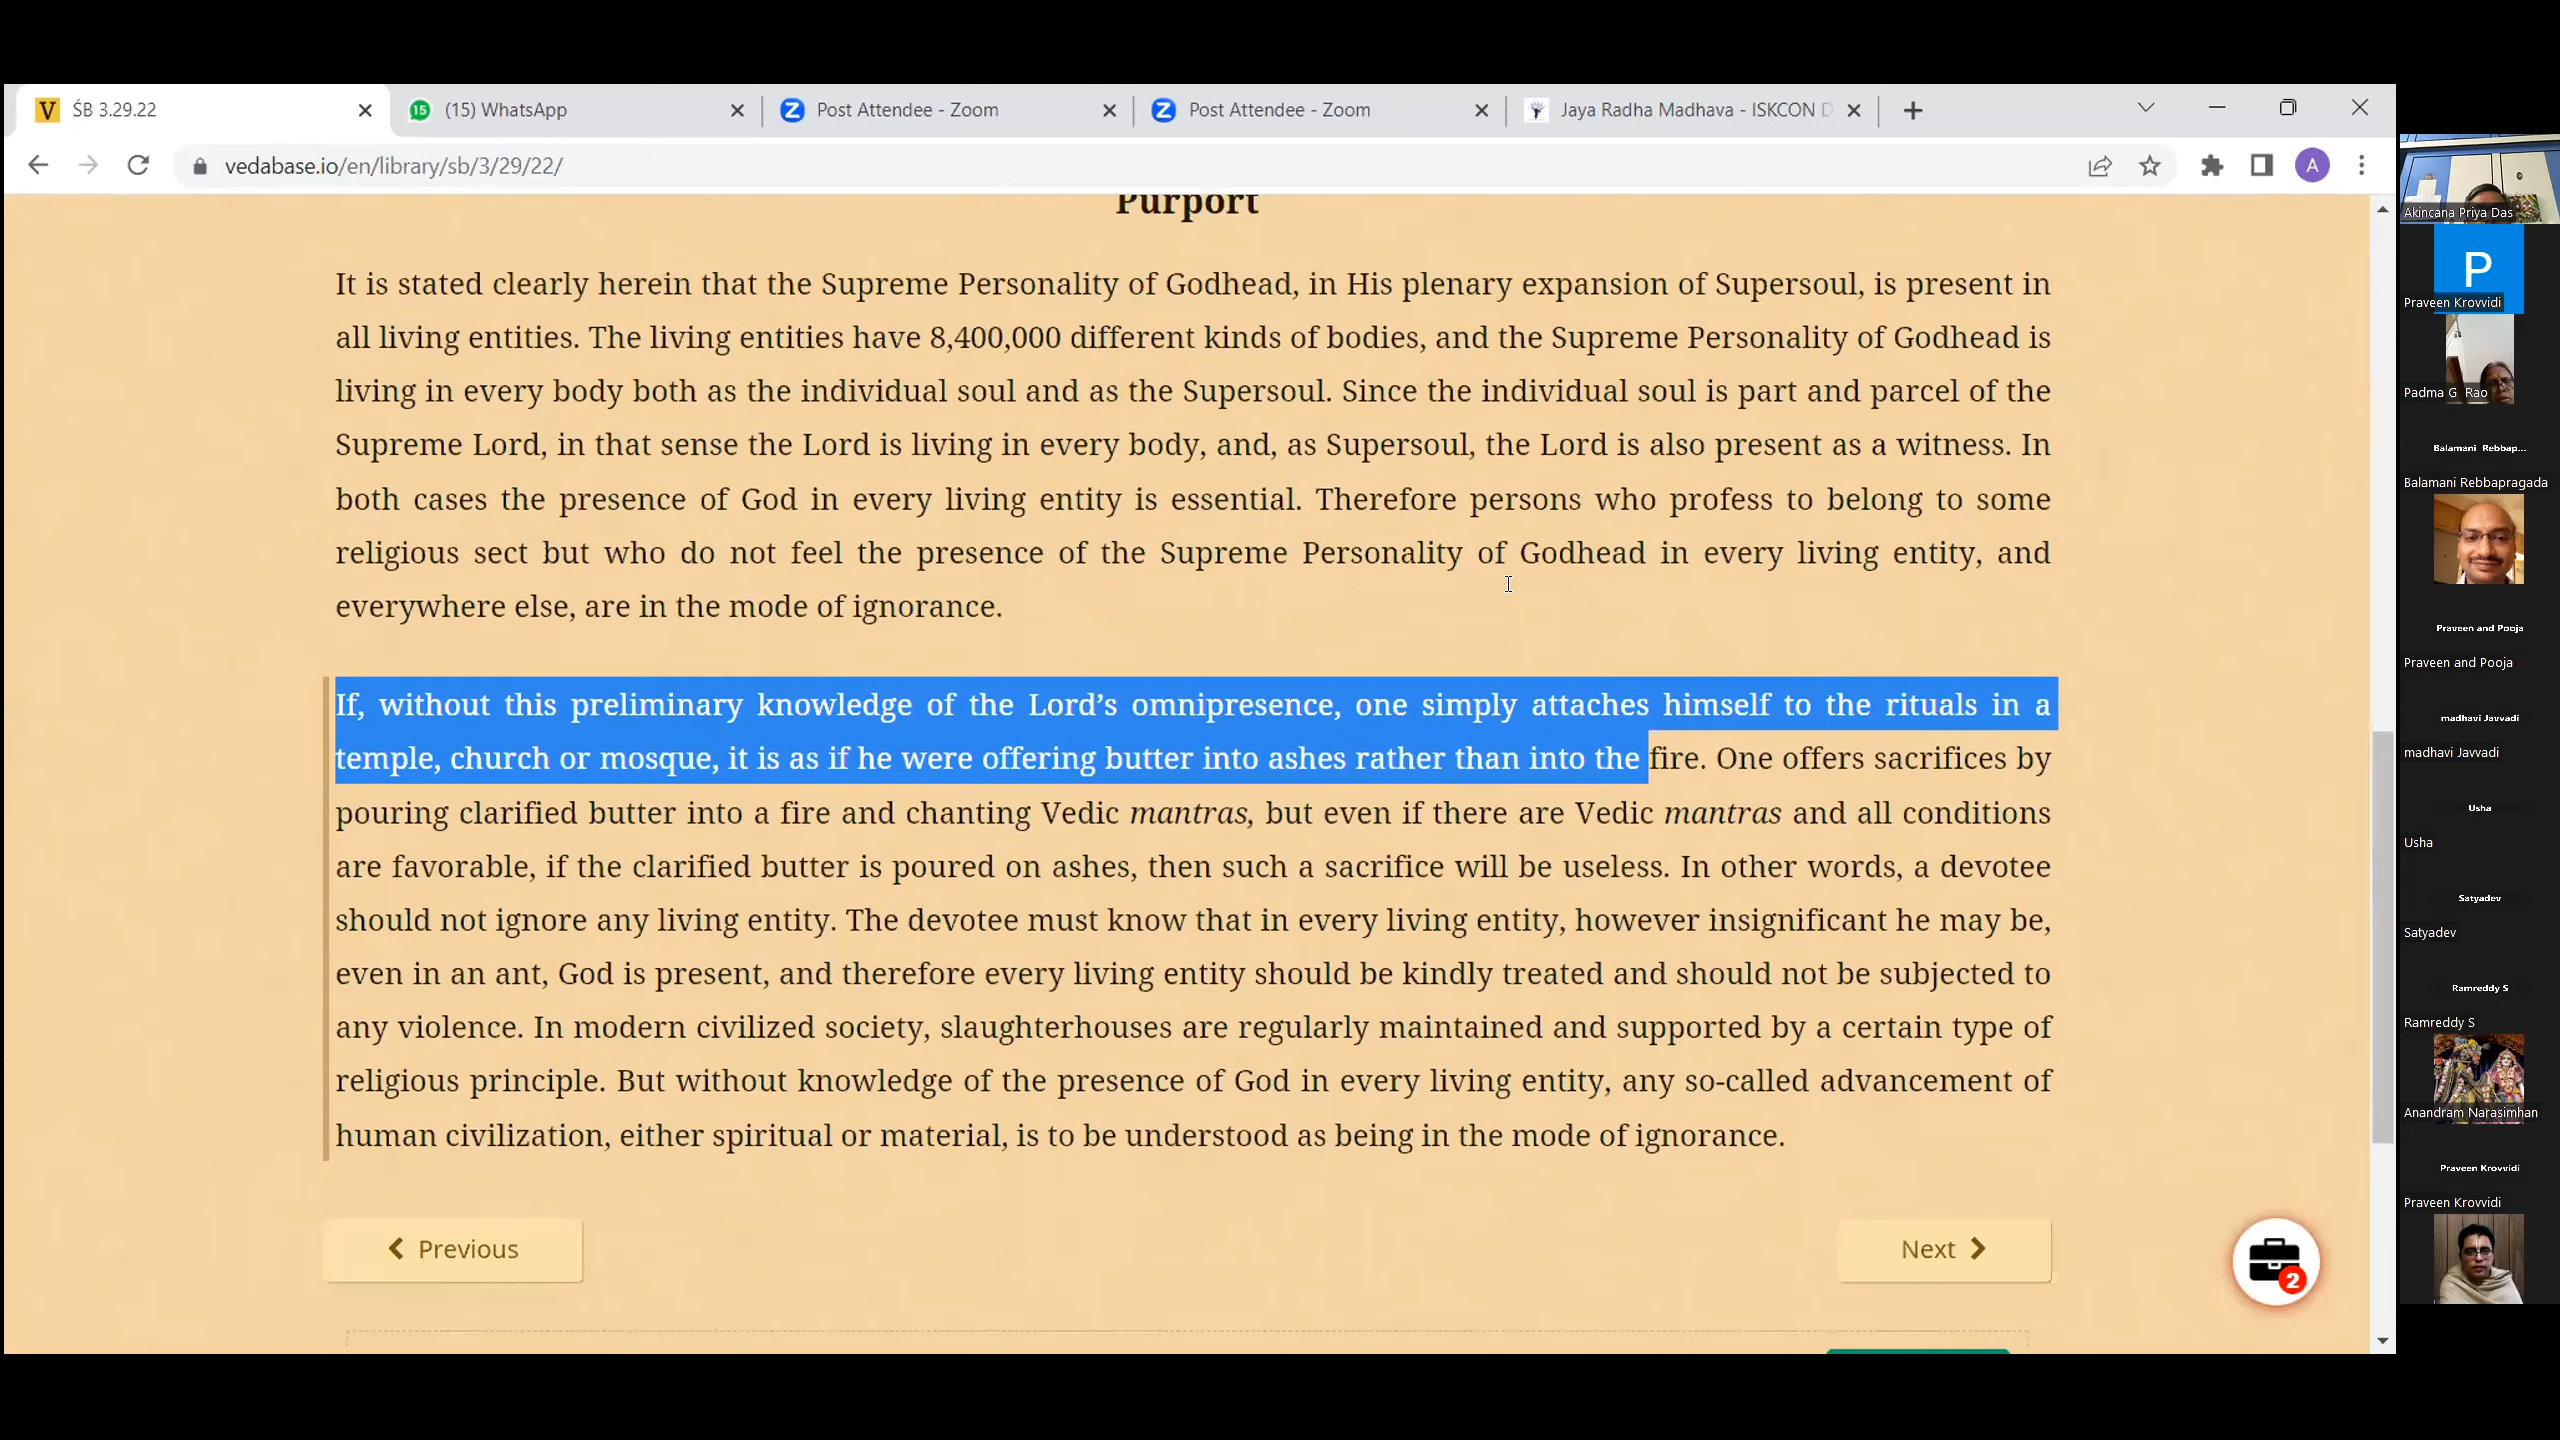 ŚB 3.29.22
15
(15) WhatsApp
Post Attendee - Zoom
Post Attendee - Zoom
Jaya Radha Madhava - ISKCON D
vedabase.io/en/library/sb/3/29/22/
A
Purport
It is stated clearly herein that the Supreme Personality of Godhead, in His plenary expansion of Supersoul, is present in
all living entities. The living entities have 8,400,000 different kinds of bodies, and the Supreme Personality of Godhead is
living in every body both as the individual soul and as the Supersoul. Since the individual soul is part and parcel of the
Supreme Lord, in that sense the Lord is living in every body, and, as Supersoul, the Lord is also present as a witness. In
both cases the presence of God in every living entity is essential. Therefore persons who profess to belong to some
religious sect but who do not feel the presence of the Supreme Personality of Godhead in every living entity, and
everywhere else, are in the mode of ignorance.
If, without this preliminary knowledge of the Lord’s omnipresence, one simply attaches himself to the rituals in a
temple, church or mosque, it is as if he were offering butter into ashes rather than into the fire. One offers sacrifices by
pouring clarified butter into a fire and chanting Vedic mantras, but even if there are Vedic mantras and all conditions
are favorable, if the clarified butter is poured on ashes, then such a sacrifice will be useless. In other words, a devotee
should not ignore any living entity. The devotee must know that in every living entity, however insignificant he may be,
even in an ant, God is present, and therefore every living entity should be kindly treated and should not be subjected to
any violence. In modern civilized society, slaughterhouses are regularly maintained and supported by a certain type of
religious principle. But without knowledge of the presence of God in every living entity, any so-called advancement of
human civilization, either spiritual or material, is to be understood as being in the mode of ignorance.
Previous
Next
2
Akincana Priya Das
P
Praveen Krovvidi
Padma G Rao
Balamani Rebbap...
Balamani Rebbapragada
Praveen and Pooja
Praveen and Pooja
madhavi Javvadi
madhavi Javvadi
Usha
Usha
Satyadev
Satyadev
Ramreddy S
Ramreddy S
Anandram Narasimhan
Praveen Krovvidi
Praveen Krovvidi